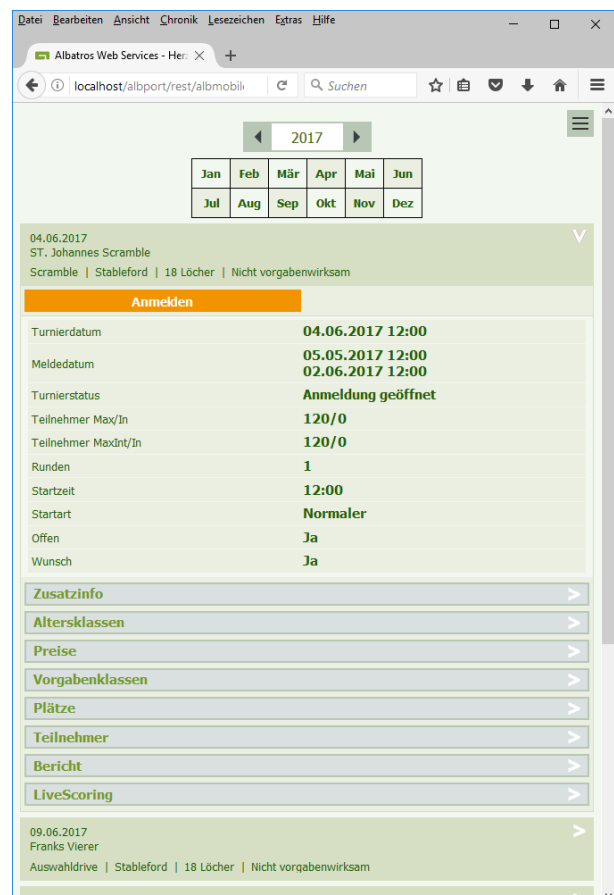 Datei Bearbeiten Ansicht Chronik Lesezeichen Extras Hilfe
Albatros Web Services - Her
localhost/albport/rest/albmobil
Suchen
2017
Jan Feb Mär Apr Mai Jun
Jul Aug Sep Okt Nov Dez
04.06.2017
ST. Johannes Scramble
Scramble | Stableford | 18 Löcher | Nicht vorgabenwirksam
Anmelden
Turnierdatum 04.06.2017 12:00
Meldedatum 05.05.2017 12:00
02.06.2017 12:00
Turnierstatus Anmeldung geöffnet
Teilnehmer Max/In 120/0
Teilnehmer MaxInt/In 120/0
Runden 1
Startzeit 12:00
Startart Normaler
Offen Ja
Wunsch Ja
Zusatzinfo >
Altersklassen >
Preise >
Vorgabenklassen >
Plätze >
Teilnehmer >
Bericht >
LiveScoring >
09.06.2017
Franks Vierer
Auswahldrive | Stableford | 18 Löcher | Nicht vorgabenwirksam